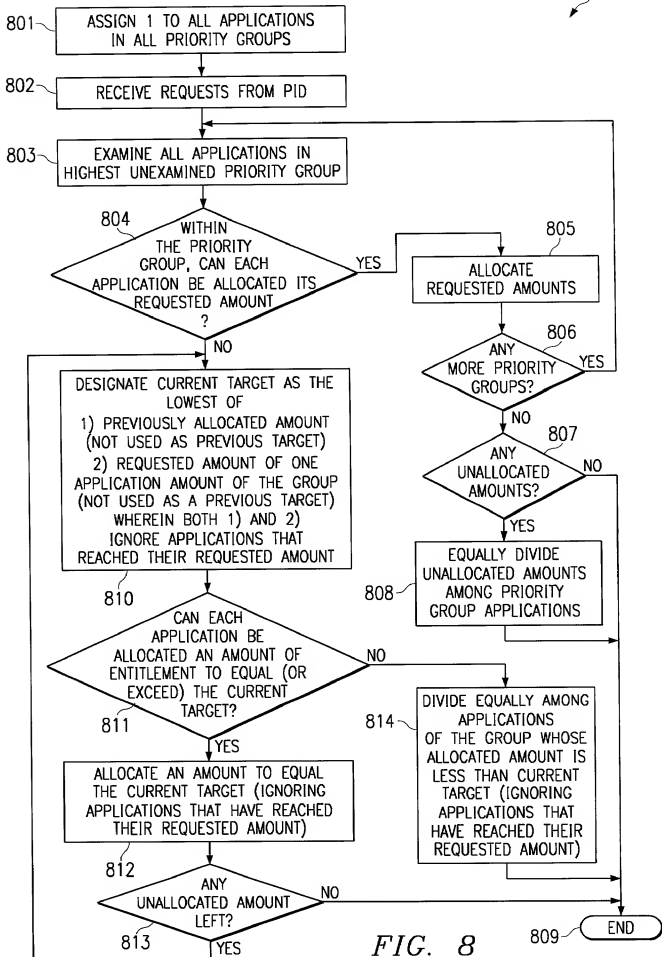 801
ASSIGN 1 TO ALL APPLICATIONS
IN ALL PRIORITY GROUPS
802
RECEIVE REQUESTS FROM PID
803
EXAMINE ALL APPLICATIONS IN
HIGHEST UNEXAMINED PRIORITY GROUP
804
WITHIN
THE PRIORITY
GROUP, CAN EACH
APPLICATION BE ALLOCATED ITS
REQUESTED AMOUNT
?
YES
NO
805
ALLOCATE
REQUESTED AMOUNTS
806
ANY
MORE PRIORITY
GROUPS?
YES
NO
807
ANY
UNALLOCATED
AMOUNTS?
NO
YES
808
EQUALLY DIVIDE
UNALLOCATED AMOUNTS
AMONG PRIORITY
GROUP APPLICATIONS
DESIGNATE CURRENT TARGET AS THE
LOWEST OF
1) PREVIOUSLY ALLOCATED AMOUNT
(NOT USED AS PREVIOUS TARGET)
2) REQUESTED AMOUNT OF ONE
APPLICATION AMOUNT OF THE GROUP
(NOT USED AS A PREVIOUS TARGET)
WHEREIN BOTH 1) AND 2)
IGNORE APPLICATIONS THAT
REACHED THEIR REQUESTED AMOUNT
810
CAN EACH
APPLICATION BE
ALLOCATED AN AMOUNT OF
ENTITLEMENT TO EQUAL (OR
EXCEED) THE CURRENT
TARGET?
811
NO
YES
814
DIVIDE EQUALLY AMONG
APPLICATIONS
OF THE GROUP WHOSE
ALLOCATED AMOUNT IS
LESS THAN CURRENT
TARGET (IGNORING
APPLICATIONS THAT
HAVE REACHED THEIR
REQUESTED AMOUNT)
ALLOCATE AN AMOUNT TO EQUAL
THE CURRENT TARGET (IGNORING
APPLICATIONS THAT HAVE REACHED
THEIR REQUESTED AMOUNT)
812
ANY
UNALLOCATED AMOUNT
LEFT?
813
NO
YES
809
END
FIG. 8